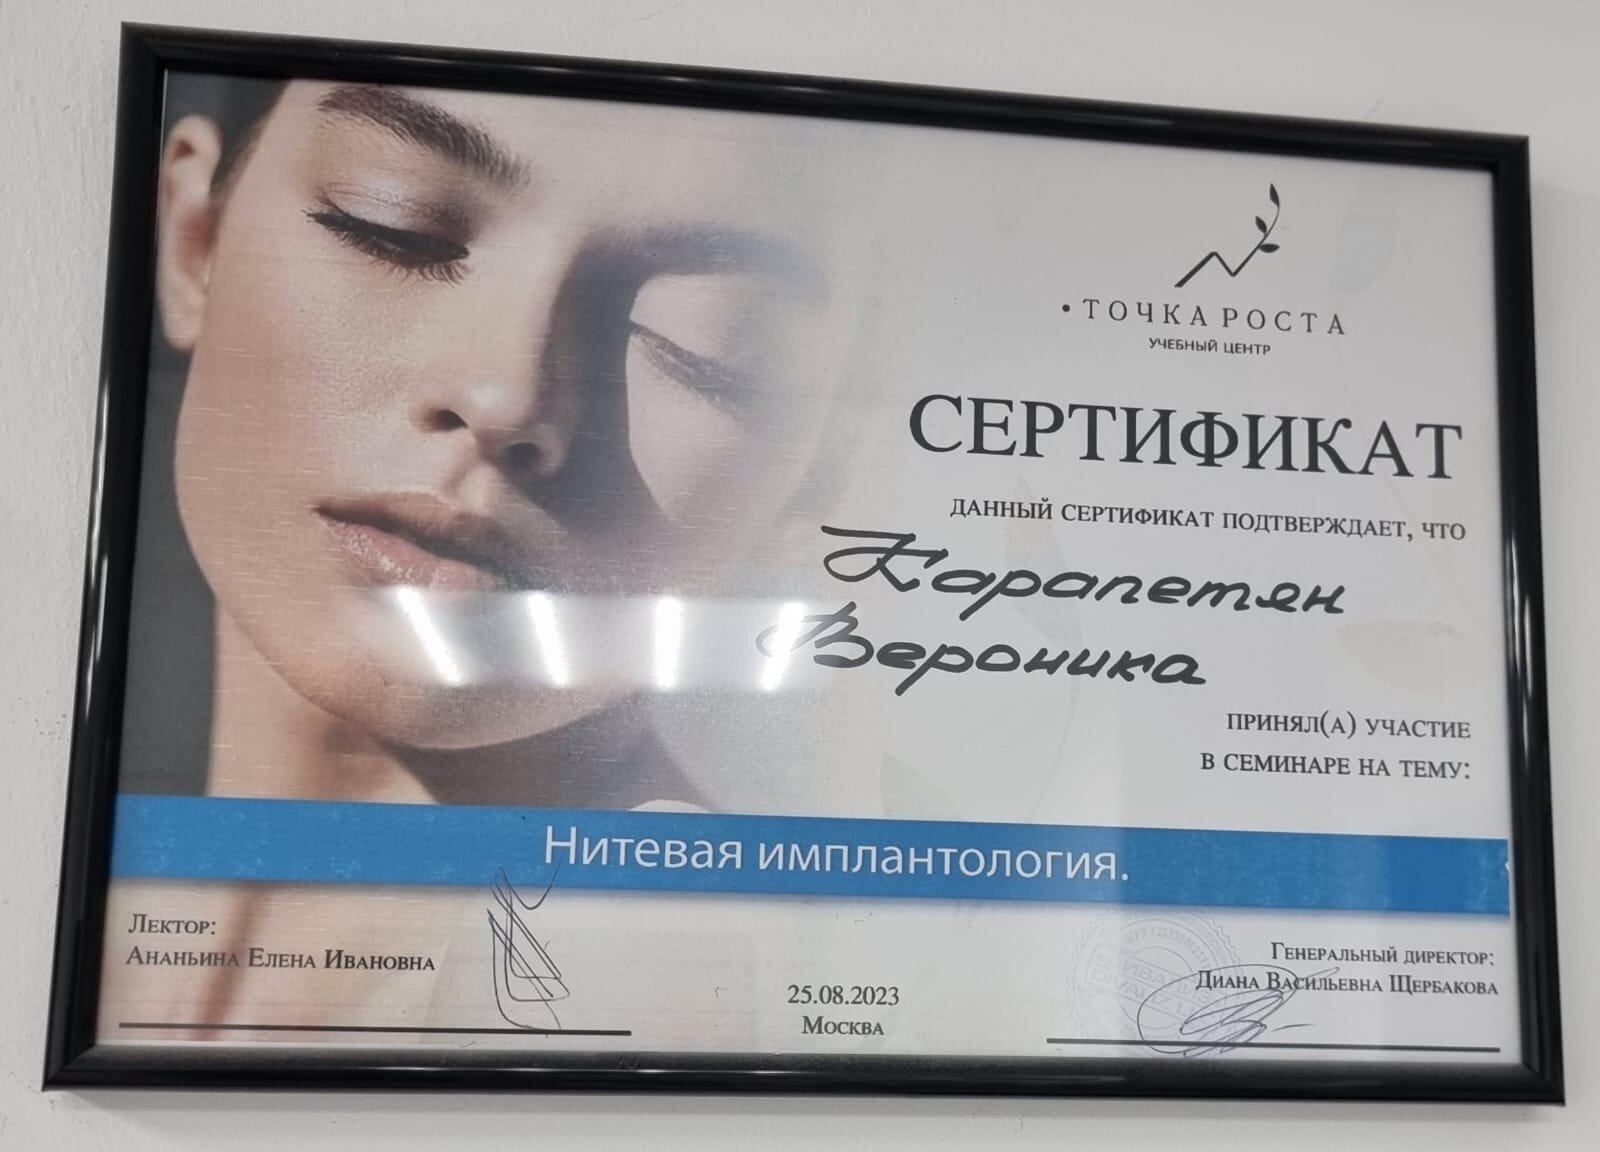 • ТОЧКА РОСТА
УЧЕБНЫЙ ЦЕНТР
СЕРТИФИКАТ
ДАННЫЙ СЕРТИФИКАТ ПОДТВЕРЖДАЕТ, ЧТО
Карапетян
Вероника
ПРИНЯЛ(А) УЧАСТИЕ
В СЕМИНАРЕ НА ТЕМУ:
Нитевая имплантология.
ЛЕКТОР:
АНАНЬИНА ЕЛЕНА ИВАНОВНА
25.08.2023
МОСКВА
ГЕНЕРАЛЬНЫЙ ДИРЕКТОР:
ДИАНА ВАСИЛЬЕВНА ЩЕРБАКОВА